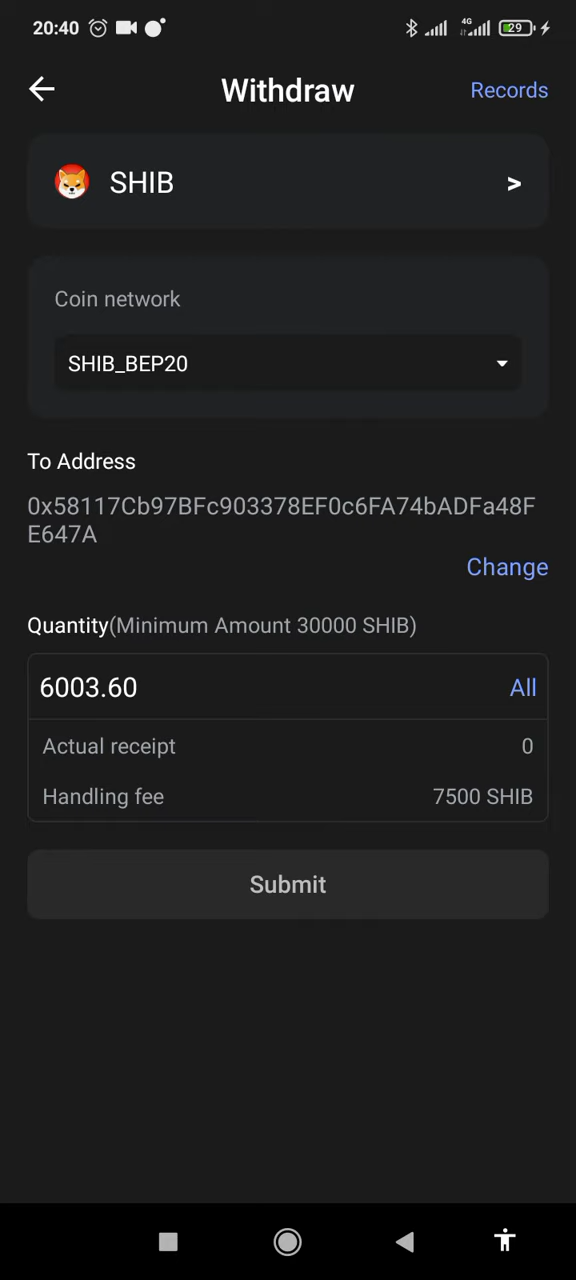 20:40 4G 29
Withdraw Records
SHIB >
Coin network
SHIB_BEP20
To Address
0x58117Cb97BFc903378EF0c6FA74bADFa48F
E647A
Change
Quantity(Minimum Amount 30000 SHIB)
6003.60 All
Actual receipt 0
Handling fee 7500 SHIB
Submit